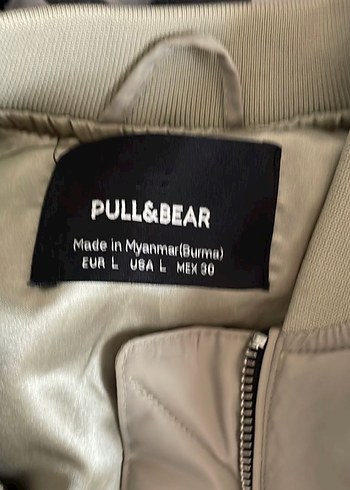 PULL&BEAR
Made in Myanmar(Burma)
EUR L USA L MEX 30